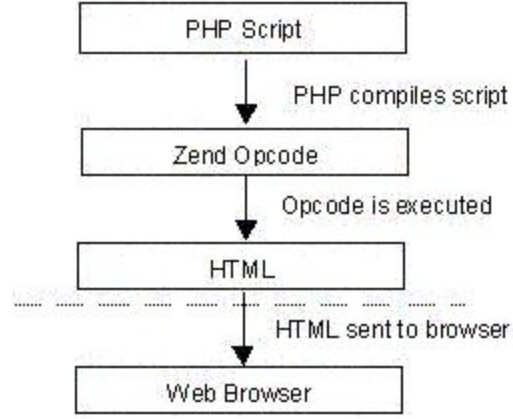 PHP Script
PHP compiles script
Zend Opcode
Opcode is executed
HTML
HTML sent to browser
Web Browser